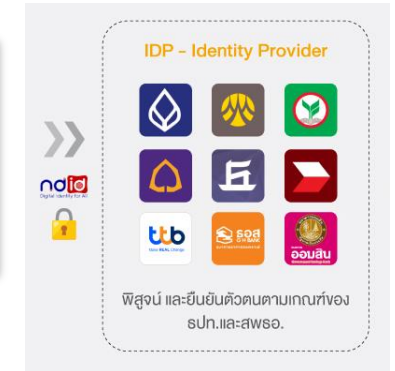 IDP - Identity Provider
ndid
Digital Identity for All
ttb
ธอส
GH BANK
ออมสิน
พิสูจน์ และยืนยันตัวตนตามเกณฑ์ของ
ธปท.และสพธอ.